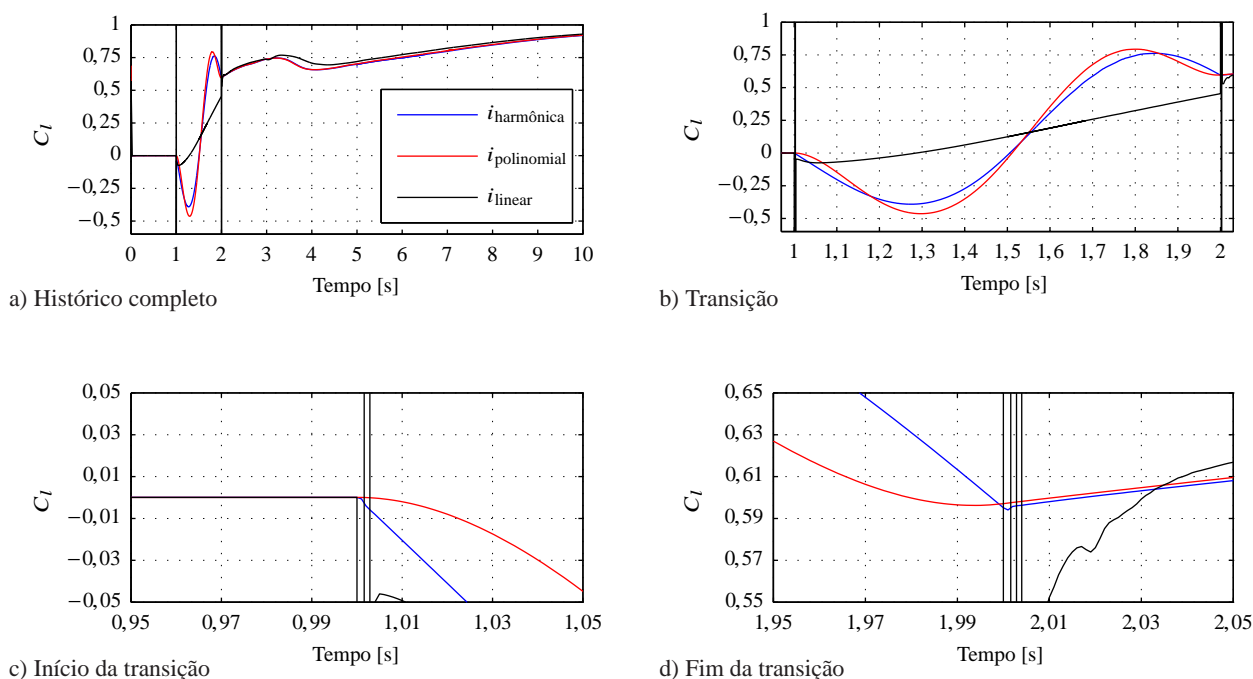 1
0,75
0,5
0,25
0
−0,25
−0,5
C_l
0 1 2 3 4 5 6 7 8 9 10
Tempo [s]
i harmônica
i polinomial
i linear
a) Histórico completo
1
0,75
0,5
0,25
0
−0,25
−0,5
C_l
1 1,1 1,2 1,3 1,4 1,5 1,6 1,7 1,8 1,9 2
Tempo [s]
b) Transição
0,05
0,03
0,01
−0,01
−0,03
−0,05
C_l
0,95 0,97 0,99 1,01 1,03 1,05
Tempo [s]
c) Início da transição
0,65
0,63
0,61
0,59
0,57
0,55
C_l
1,95 1,97 1,99 2,01 2,03 2,05
Tempo [s]
d) Fim da transição